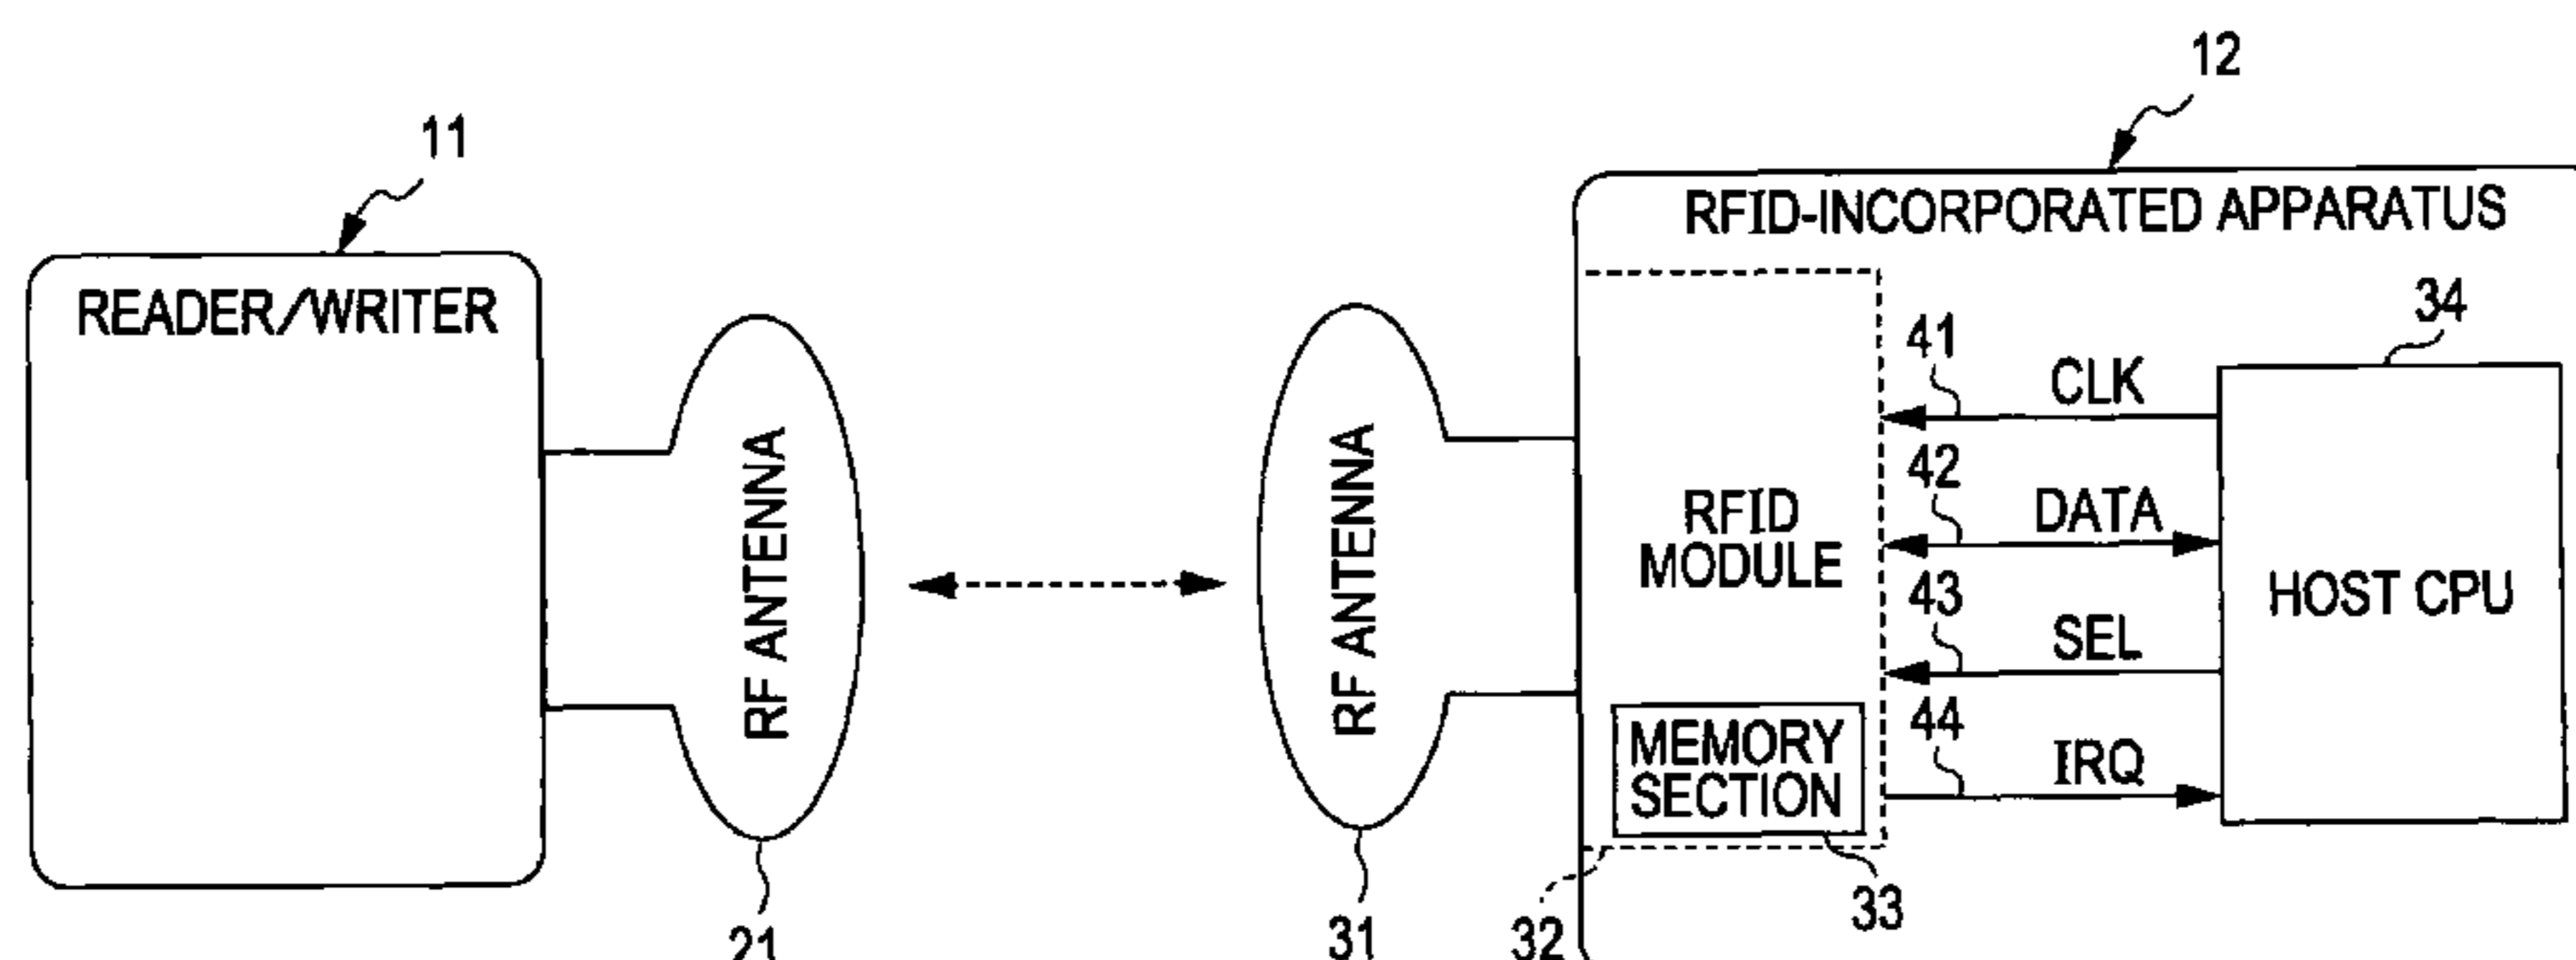 12
11
RFID-INCORPORATED APPARATUS
READER/WRITER
34
41
CLK
42
RF ANTENNA
RF ANTENNA
RFID
MODULE
DATA
43
HOST CPU
SEL
44
MEMORY
SECTION
IRQ
33
21
31
32